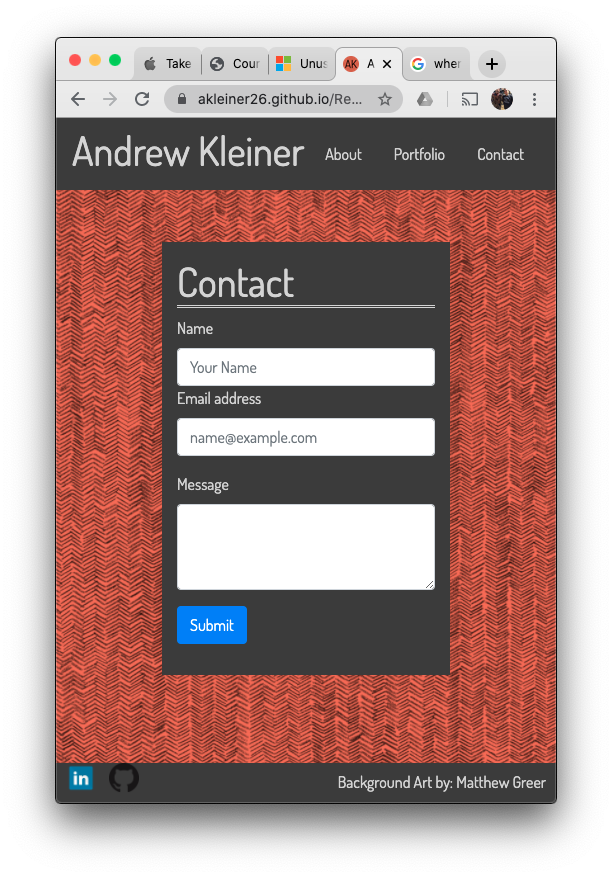 Take Cour Unus AK A wher
akleiner26.github.io/Re...
Andrew Kleiner About Portfolio Contact
Contact
Name
Your Name
Email address
name@example.com
Message
Submit
in Background Art by: Matthew Greer